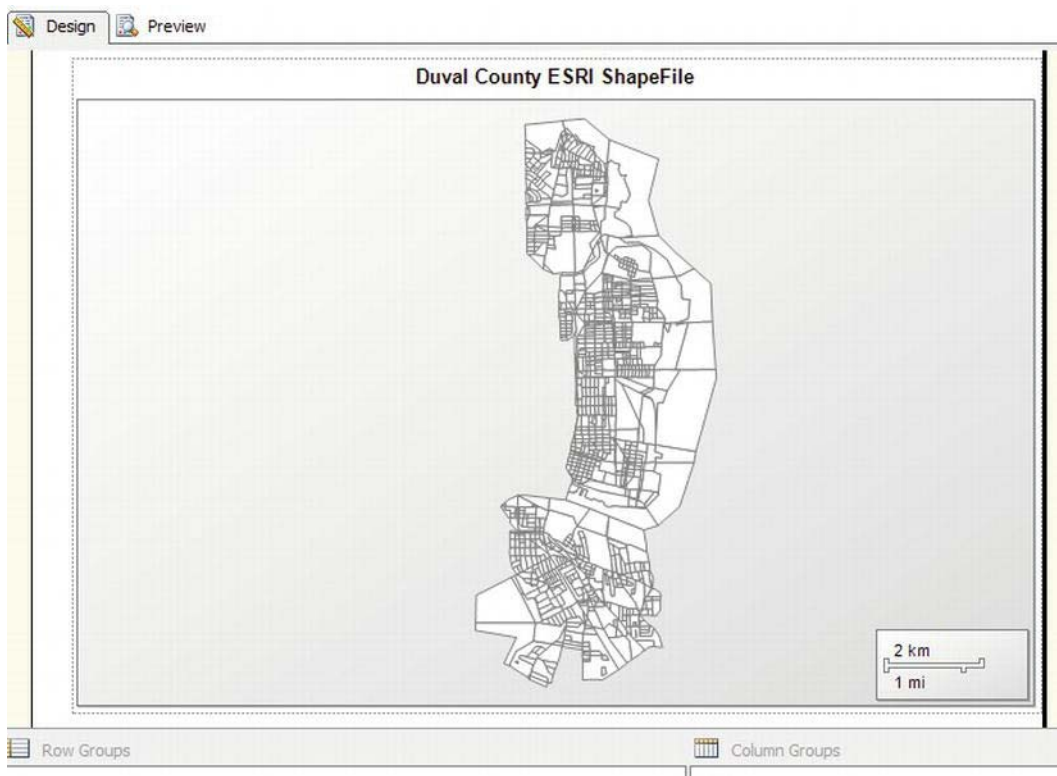 Design Preview
Duval County ESRI ShapeFile
2 km
1 mi
Row Groups Column Groups